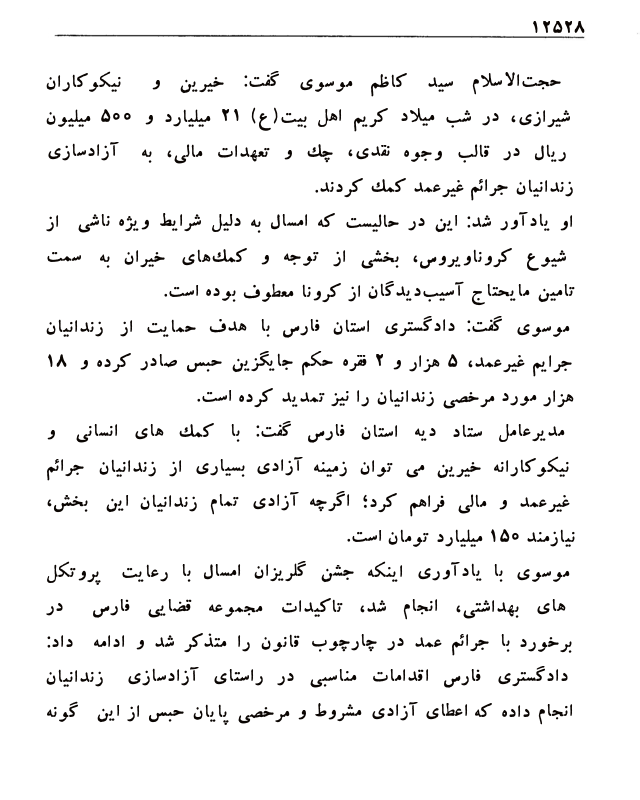 ۱۲۵۲۸
حجت‌الاسلام سید کاظم موسوی گفت: خیرین و نیکوکاران
شیرازی، در شب میلاد کریم اهل بیت(ع) ۲۱ میلیارد و ۵۰۰ میلیون
ریال در قالب وجوه نقدی، چك و تعهدات مالی، به آزادسازی
زندانیان جرائم غیرعمد کمك کردند.
او یادآور شد: این در حالیست که امسال به دلیل شرایط ویژه ناشی از
شیوع کروناویروس، بخشی از توجه و کمك‌های خیران به سمت
تامین مایحتاج آسیب‌دیدگان از کرونا معطوف بوده است.
موسوی گفت: دادگستری استان فارس با هدف حمایت از زندانیان
جرایم غیرعمد، ۵ هزار و ۲ فقره حکم جایگزین حبس صادر کرده و ۱۸
هزار مورد مرخصی زندانیان را نیز تمدید کرده است.
مدیرعامل ستاد دیه استان فارس گفت: با کمك های انسانی و
نیکوکارانه خیرین می توان زمینه آزادی بسیاری از زندانیان جرائم
غیرعمد و مالی فراهم کرد؛ اگرچه آزادی تمام زندانیان این بخش،
نیازمند ۱۵۰ میلیارد تومان است.
موسوی با یادآوری اینکه جشن گلریزان امسال با رعایت پروتکل
های بهداشتی، انجام شد، تاکیدات مجموعه قضایی فارس در
برخورد با جرائم عمد در چارچوب قانون را متذکر شد و ادامه داد:
دادگستری فارس اقدامات مناسبی در راستای آزادسازی زندانیان
انجام داده که اعطای آزادی مشروط و مرخصی پایان حبس از این گونه